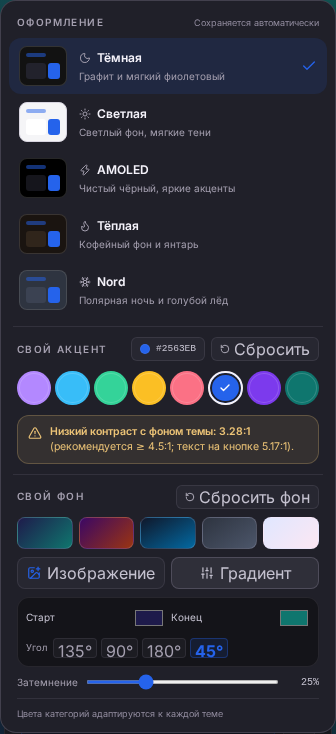 ОФОРМЛЕНИЕ Сохраняется автоматически
Тёмная
Графит и мягкий фиолетовый
Светлая
Светлый фон, мягкие тени
AMOLED
Чистый чёрный, яркие акценты
Тёплая
Кофейный фон и янтарь
Nord
Полярная ночь и голубой лёд
СВОЙ АКЦЕНТ #2563EB Сбросить
Низкий контраст с фоном темы: 3.28:1
(рекомендуется ≥ 4.5:1; текст на кнопке 5.17:1).
СВОЙ ФОН Сбросить фон
Изображение Градиент
Старт Конец
Угол 135° 90° 180° 45°
Затемнение 25%
Цвета категорий адаптируются к каждой теме